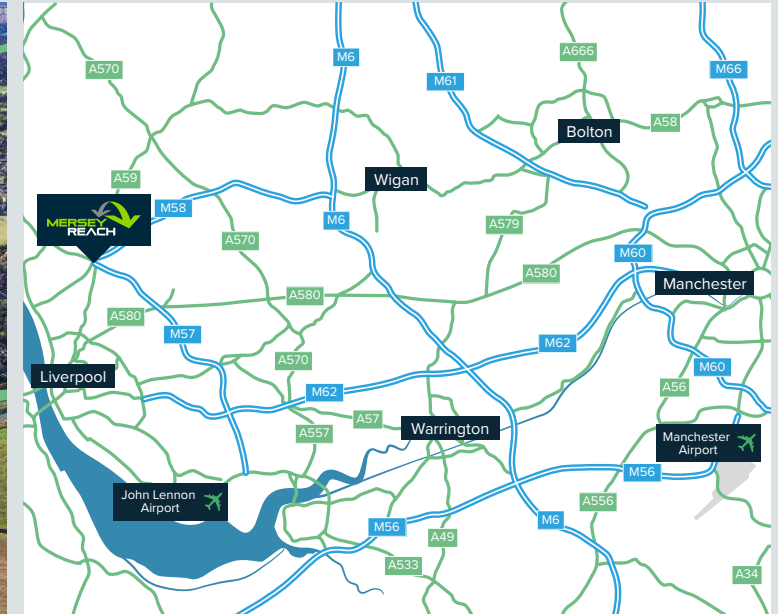 M6
A666
A570
M61
M66
A58
Bolton
A59
Wigan
MERSEY
REACH
M58
M6
A579
A570
M60
A580
Manchester
A580
A580
M57
M62
A570
M60
Liverpool
M62
A56
A57
Warrington
A557
Manchester
Airport
M56
John Lennon
Airport
A556
M56
M6
A49
A533
A34